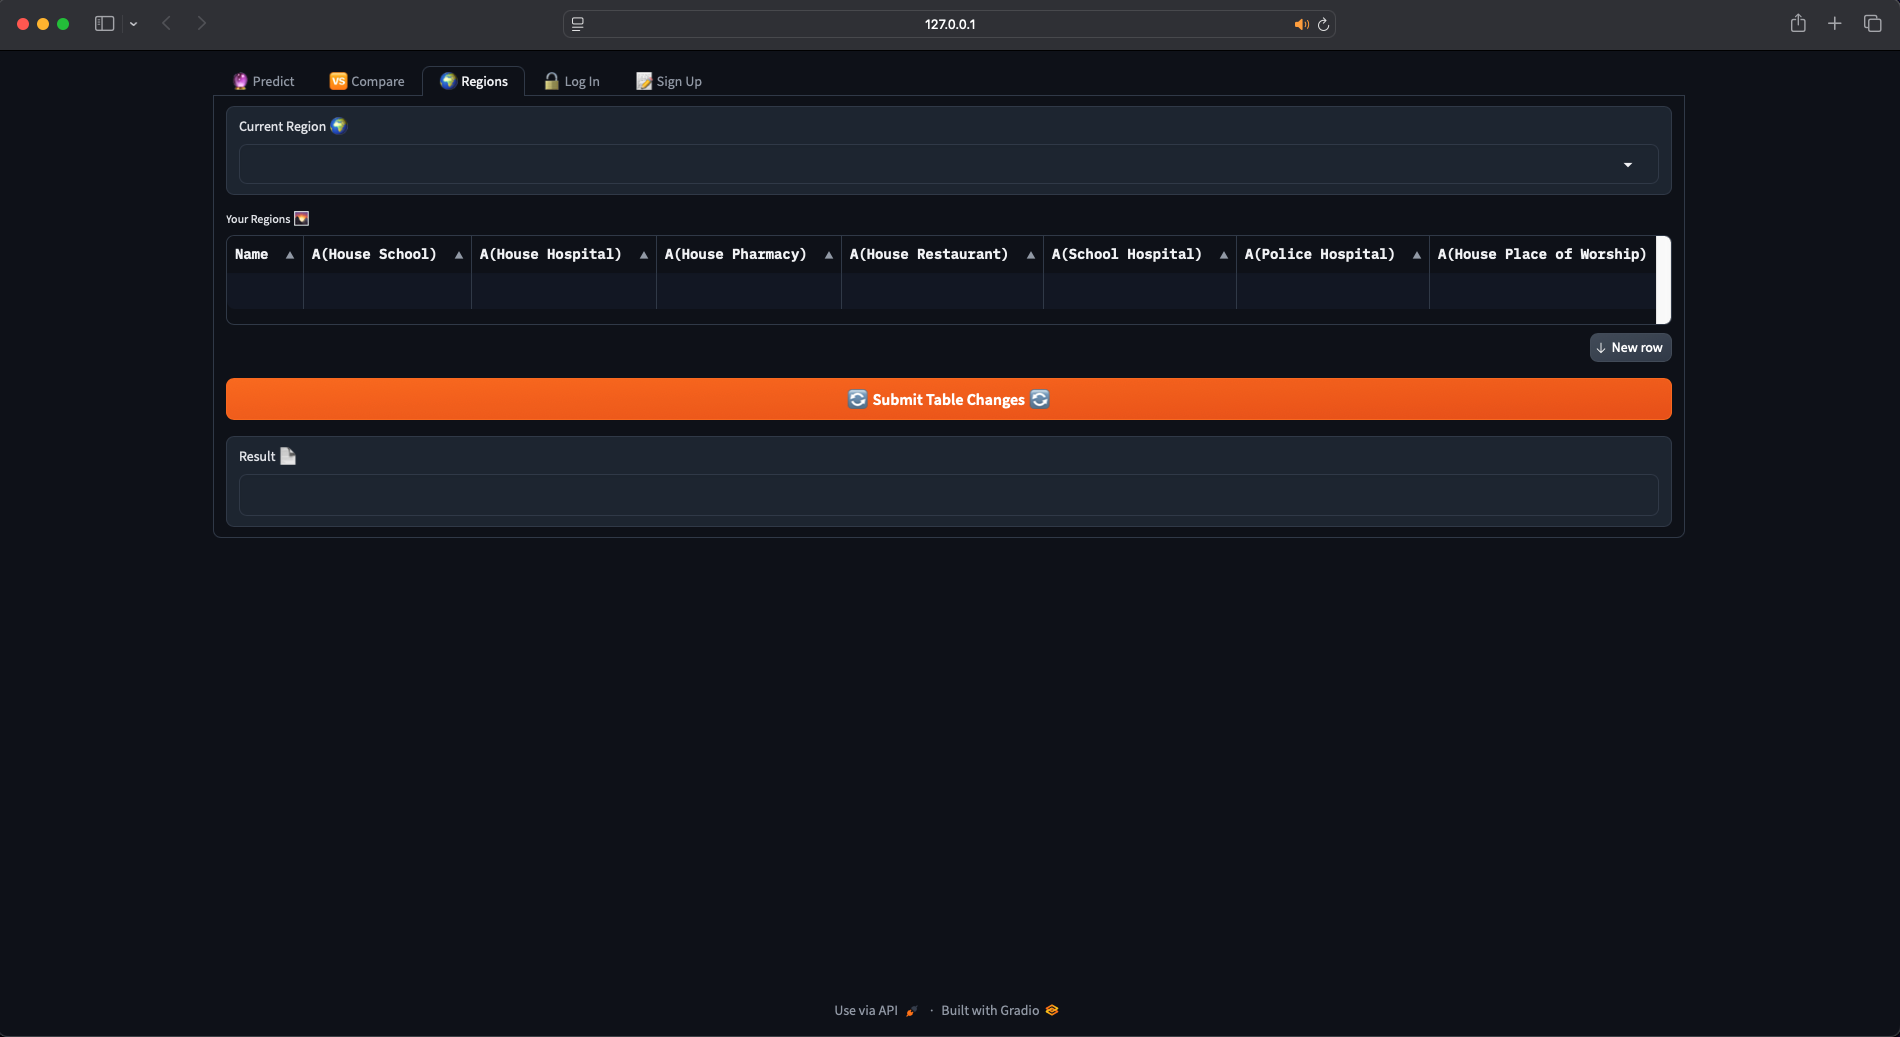 127.0.0.1
Predict
VS Compare
Regions
Log In
Sign Up
Current Region
Your Regions
Name A(House School) A(House Hospital) A(House Pharmacy) A(House Restaurant) A(School Hospital) A(Police Hospital) A(House Place of Worship)
New row
Submit Table Changes
Result
Use via API · Built with Gradio